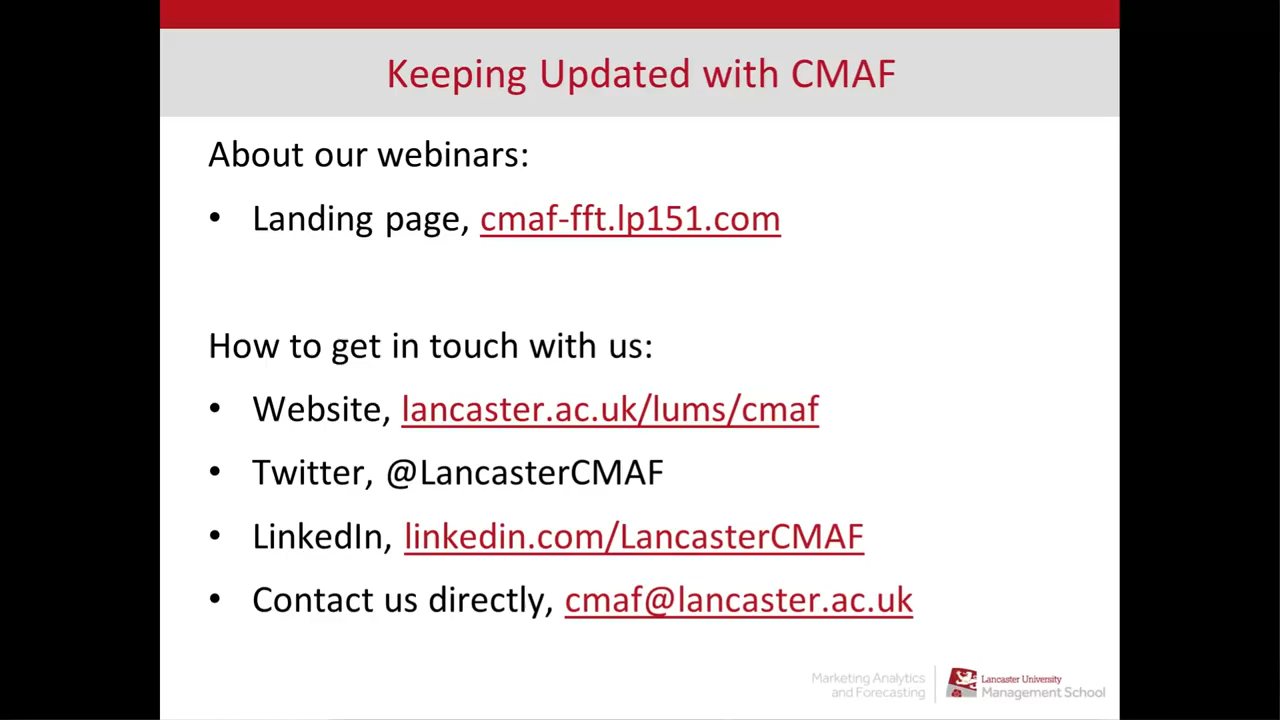 Keeping Updated with CMAF
About our webinars:
• Landing page, cmaf-fft.lp151.com
How to get in touch with us:
• Website, lancaster.ac.uk/lums/cmaf
• Twitter, @LancasterCMAF
• LinkedIn, linkedin.com/LancasterCMAF
• Contact us directly, cmaf@lancaster.ac.uk
Marketing Analytics
and Forecasting
Lancaster University
Management School